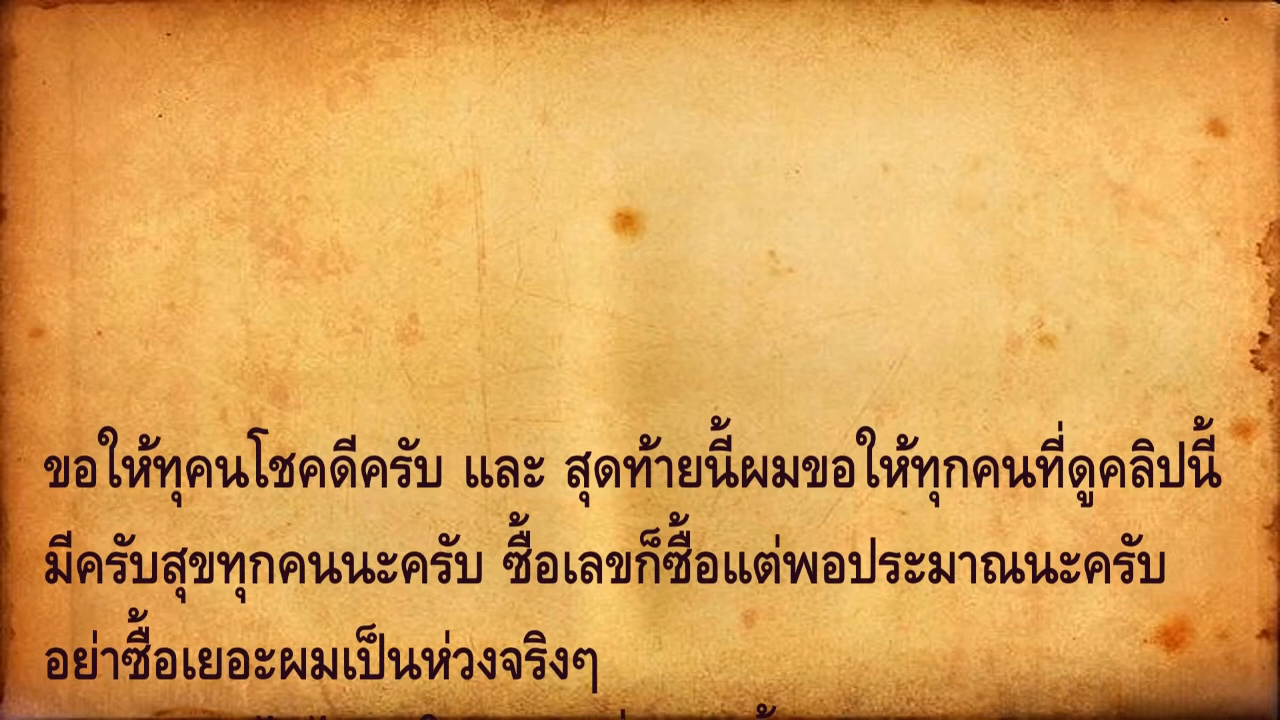 ขอให้ทุคนโชคดีครับ และ สุดท้ายนี้ผมขอให้ทุกคนที่ดูคลิปนี้
มีครับสุขทุกคนนะครับ ซื้อเลขก็ซื้อแต่พอประมาณนะครับ
อย่าซื้อเยอะผมเป็นห่วงจริงๆ